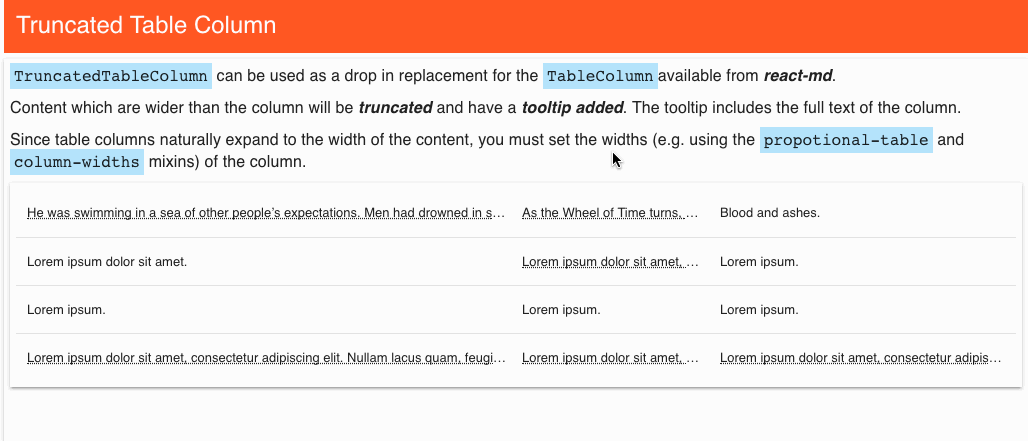 Truncated Table Column
TruncatedTableColumn can be used as a drop in replacement for the TableColumn available from react-md.
Content which are wider than the column will be truncated and have a tooltip added. The tooltip includes the full text of the column.
Since table columns naturally expand to the width of the content, you must set the widths (e.g. using the propotional-table and
column-widths mixins) of the column.
He was swimming in a sea of other people’s expectations. Men had drowned in s… As the Wheel of Time turns, … Blood and ashes.
Lorem ipsum dolor sit amet. Lorem ipsum dolor sit amet, … Lorem ipsum.
Lorem ipsum. Lorem ipsum. Lorem ipsum.
Lorem ipsum dolor sit amet, consectetur adipiscing elit. Nullam lacus quam, feugi… Lorem ipsum dolor sit amet, … Lorem ipsum dolor sit amet, consectetur adipis…